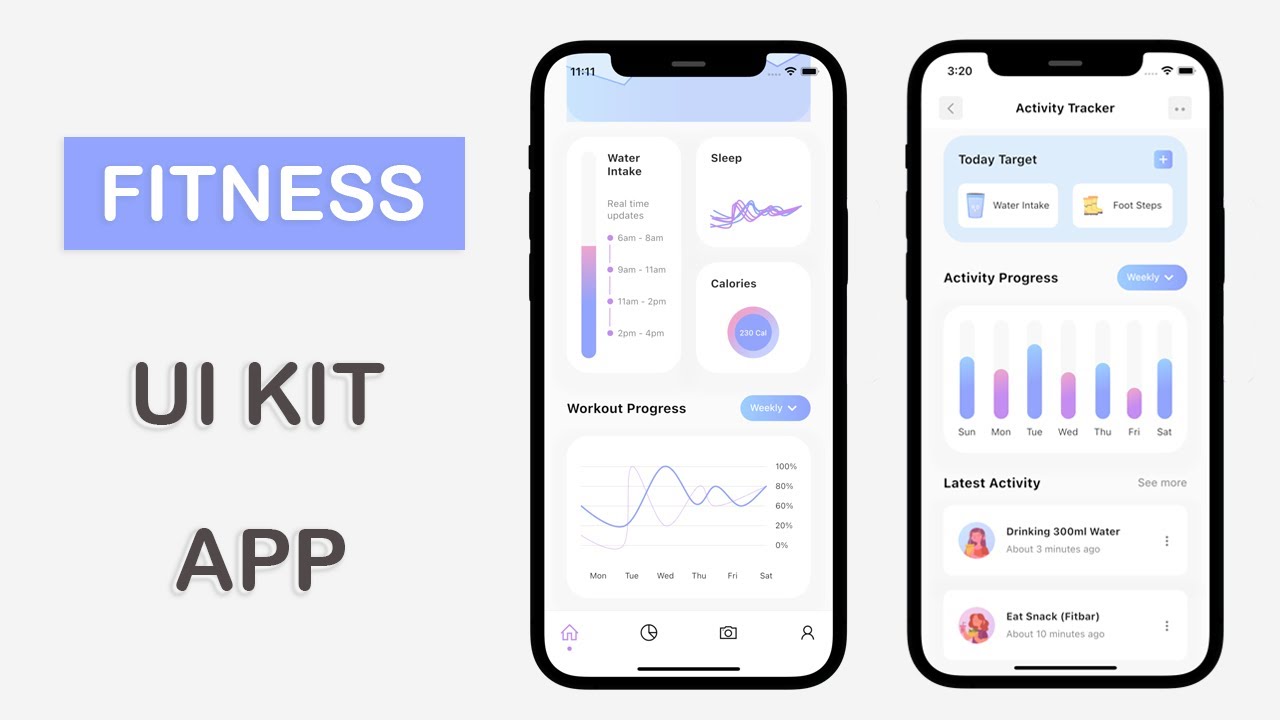 FITNESS
UI KIT
APP
11:11
Water
Intake
Real time
updates
6am - 8am
9am - 11am
11am - 2pm
2pm - 4pm
Sleep
Calories
230 Cal
Workout Progress
Weekly
100%
80%
60%
20%
0%
Mon Tue Wed Thu Fri Sat
3:20
Activity Tracker
Today Target
Water Intake
Foot Steps
Activity Progress
Weekly
Sun Mon Tue Wed Thu Fri Sat
Latest Activity
See more
Drinking 300ml Water
About 3 minutes ago
Eat Snack (Fitbar)
About 10 minutes ago